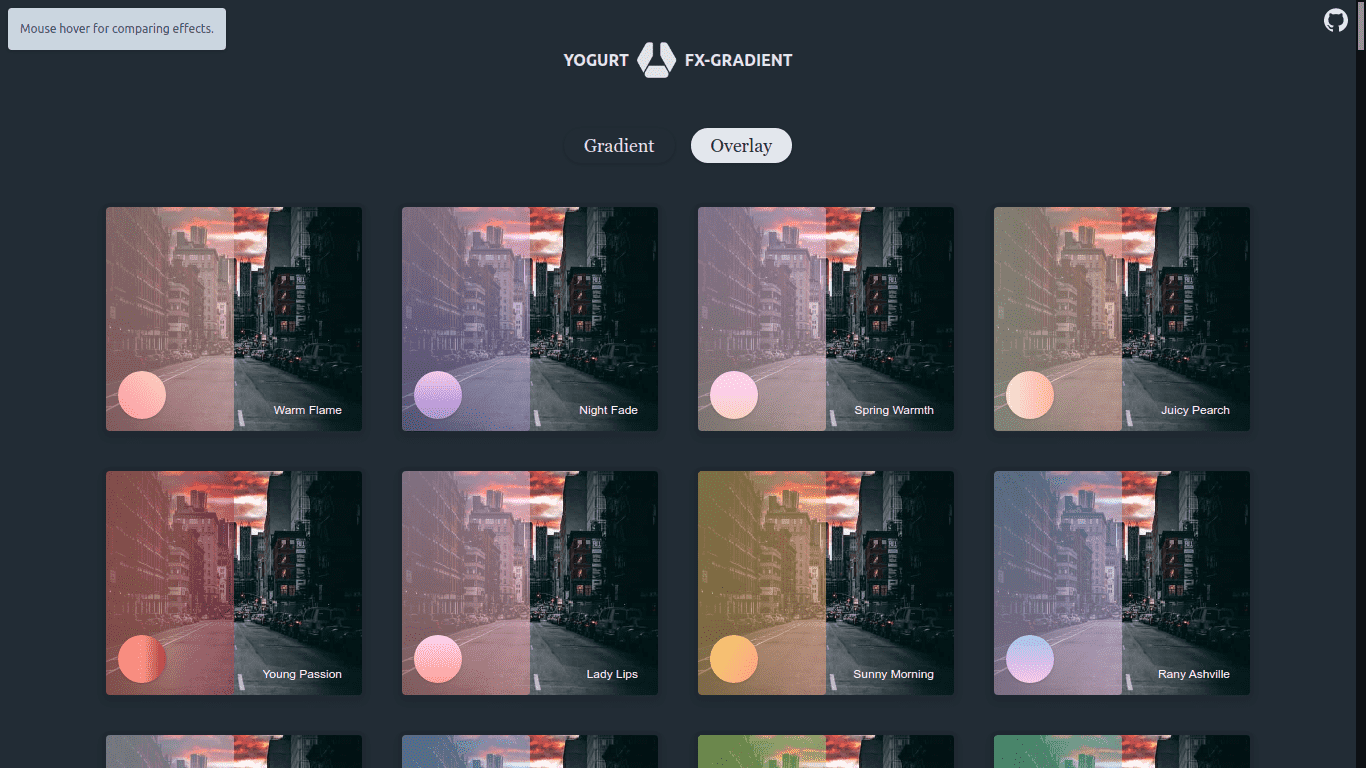 Mouse hover for comparing effects.
YOGURT FX-GRADIENT
Gradient Overlay
Warm Flame
Night Fade
Spring Warmth
Juicy Pearch
Young Passion
Lady Lips
Sunny Morning
Rany Ashville